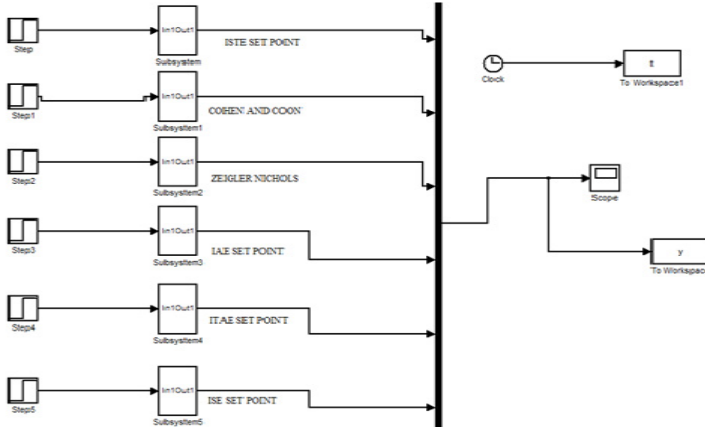 In1Out1
ISTE SET POINT
Step
Subsystem
tt
Clock
To Workspace1
In1Out1
COHEN AND COON
Step1
Subsystem1
In1Out1
ZEIGLER NICHOLS
Step2
Subsystem2
Scope
In1Out1
IAE SET POINT
Step3
Subsystem3
y
To Workspace
In1Out1
ITAE SET POINT
Step4
Subsystem4
In1Out1
ISE SET POINT
Step5
Subsystem5